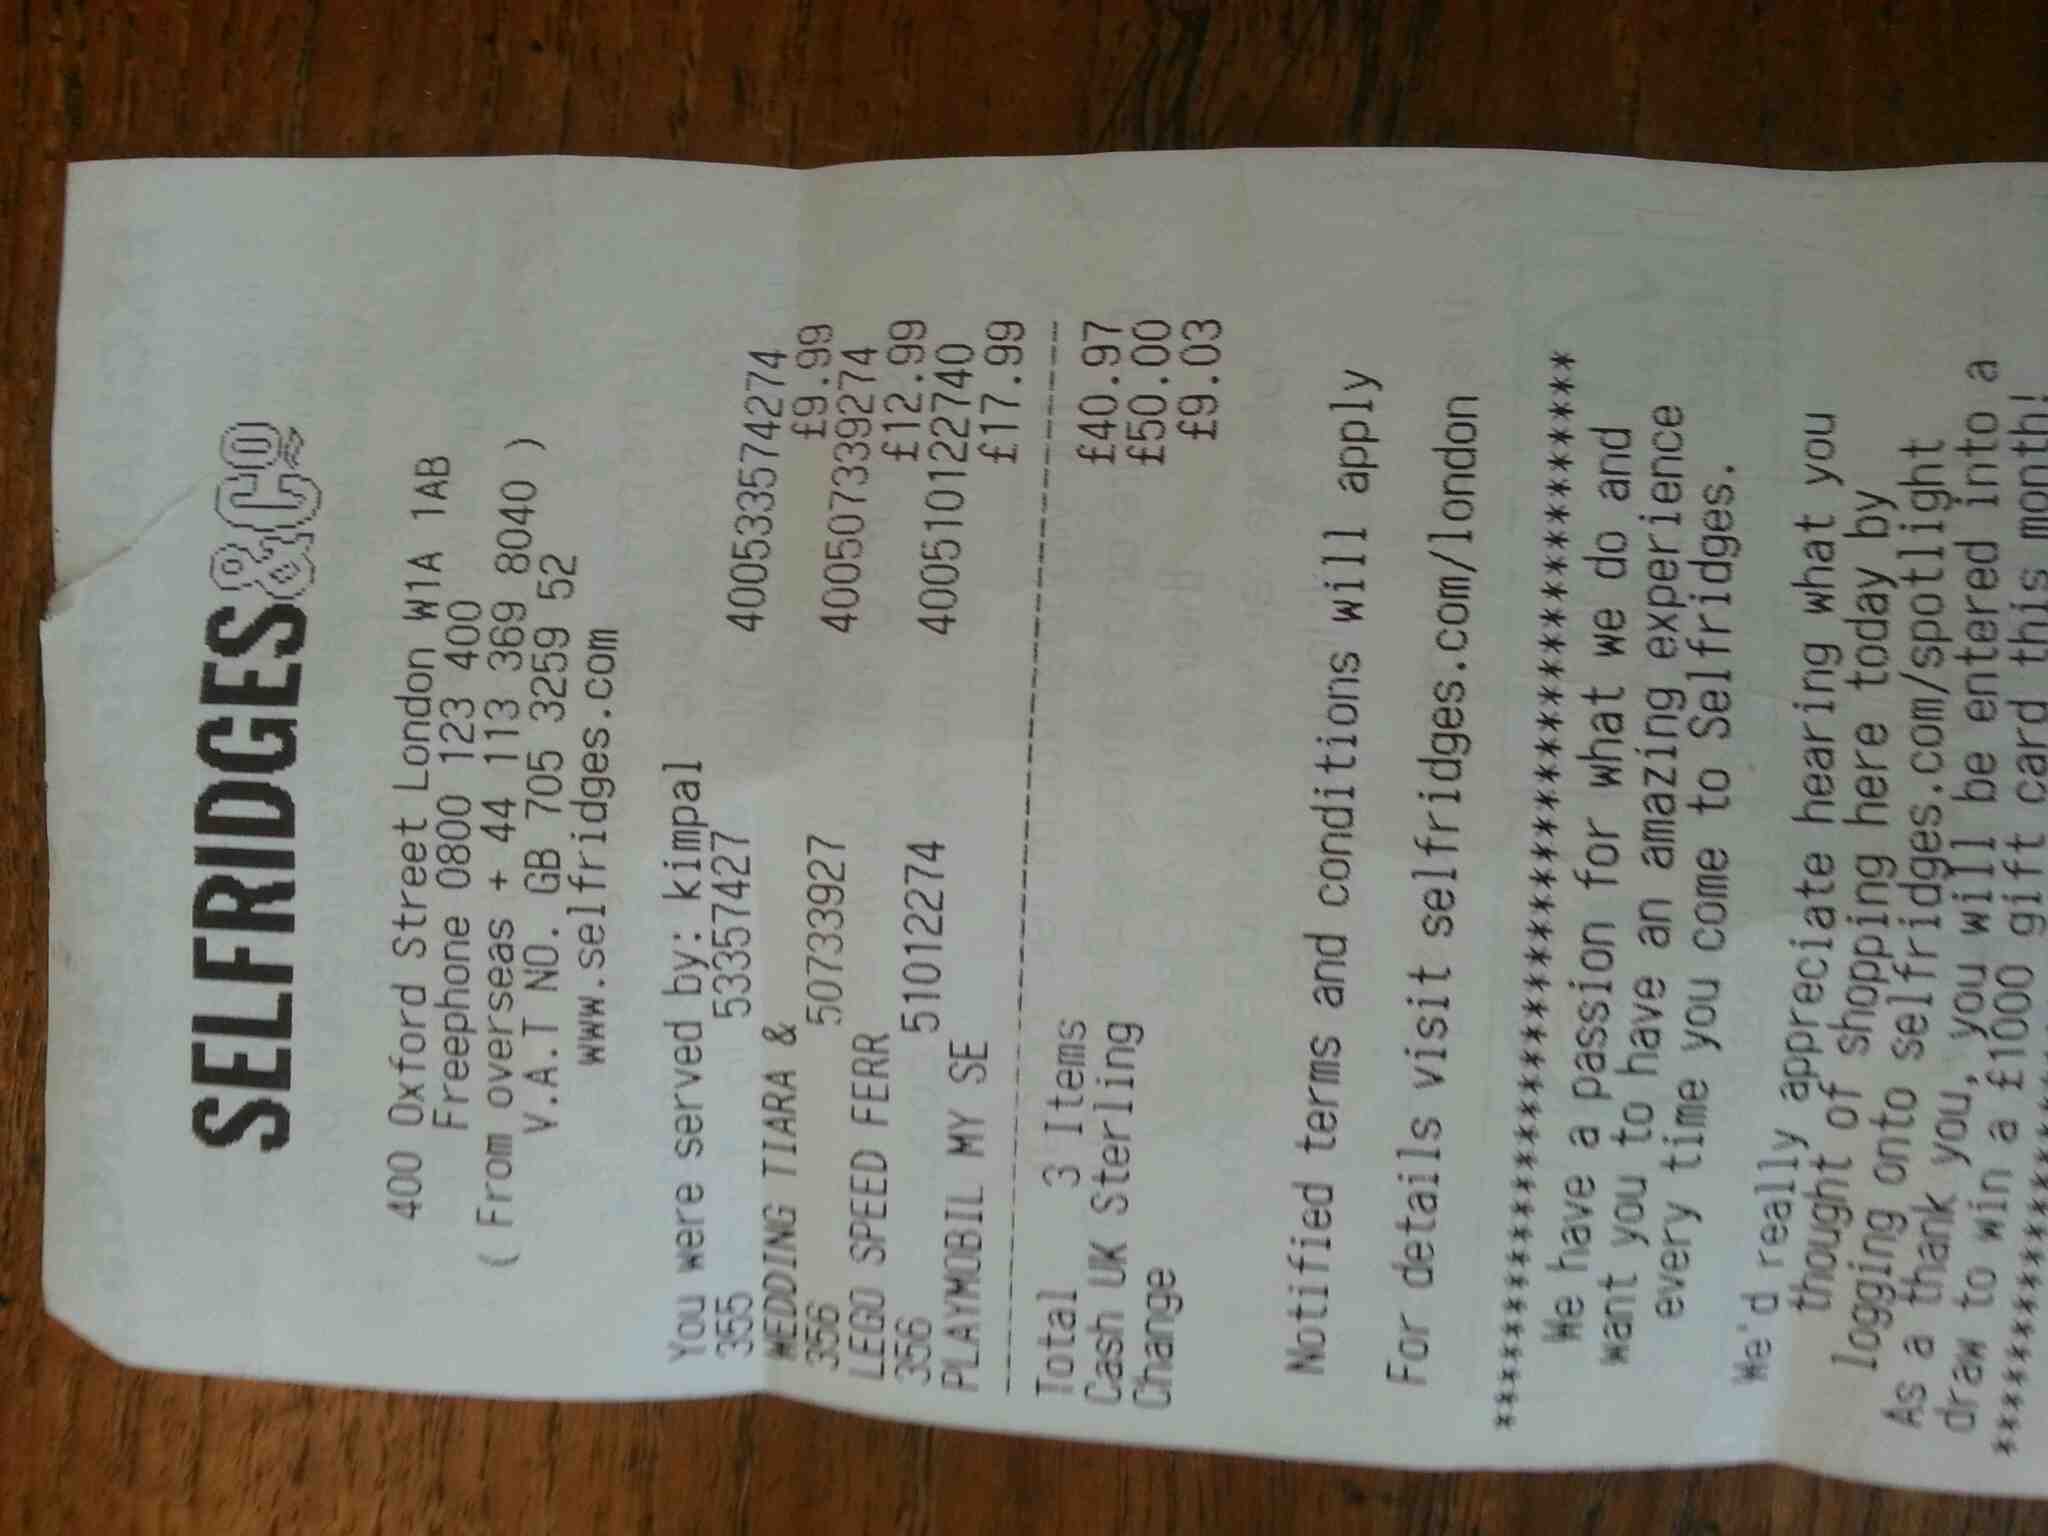 SELFRIDGES&Co
400 Oxford Street London W1A 1AB
Freephone 0800 123 400
( From overseas + 44 113 369 8040 )
V.A.T NO. GB 705 3259 52
www.selfridges.com
You were served by: kimpal
355 53357427 400533574274
WEDDING TIARA & £9.99
356 50733927 400507339274
LEGO SPEED FERR £12.99
356 51012274 400510122740
PLAYMOBIL MY SE £17.99
Total 3 Items £40.97
Cash UK Sterling £50.00
Change £9.03
Notified terms and conditions will apply
For details visit selfridges.com/london
We have a passion for what we do and
want you to have an amazing experience
every time you come to Selfridges.
We'd really appreciate hearing what you
thought of shopping here today by
logging onto selfridges.com/spotlight
As a thank you, you will be entered into a
draw to win a £1000 gift card this month!